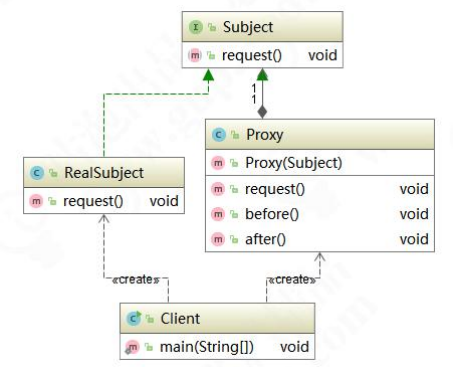 Subject
request() void
1
1
Proxy
Proxy(Subject)
request() void
before() void
after() void
RealSubject
request() void
«create»
«create»
Client
main(String[]) void